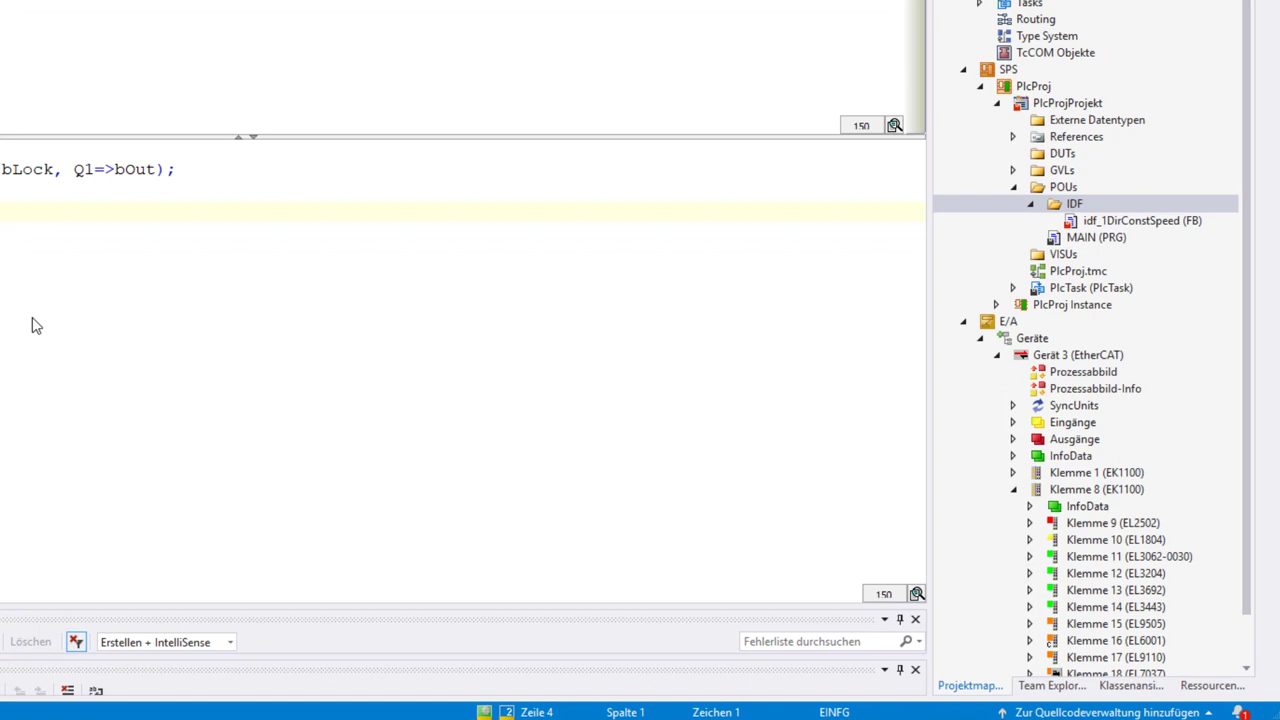 Tasks
Routing
Type System
TcCOM Objekte
SPS
PlcProj
150
PlcProjProjekt
Externe Datentypen
References
bLock, Q1=>bOut);
DUTs
GVLs
POUs
IDF
idf_1DirConstSpeed (FB)
MAIN (PRG)
VISUs
PlcProj.tmc
PlcTask (PlcTask)
PlcProj Instance
E/A
Geräte
Gerät 3 (EtherCAT)
Prozessabbild
Prozessabbild-Info
SyncUnits
Eingänge
Ausgänge
InfoData
Klemme 1 (EK1100)
Klemme 8 (EK1100)
InfoData
Klemme 9 (EL2502)
Klemme 10 (EL1804)
Klemme 11 (EL3062-0030)
Klemme 12 (EL3204)
Klemme 13 (EL3692)
150
Klemme 14 (EL3443)
Klemme 15 (EL9505)
Löschen
Erstellen + IntelliSense
Fehlerliste durchsuchen
Klemme 16 (EL6001)
Klemme 17 (EL9110)
Klemme 18 (EL7037)
Projektmap...
Team Explor...
Klassenansi...
Ressourcen...
Zeile 4
Spalte 1
Zeichen 1
EINFG
Zur Quellcodeverwaltung hinzufügen
1